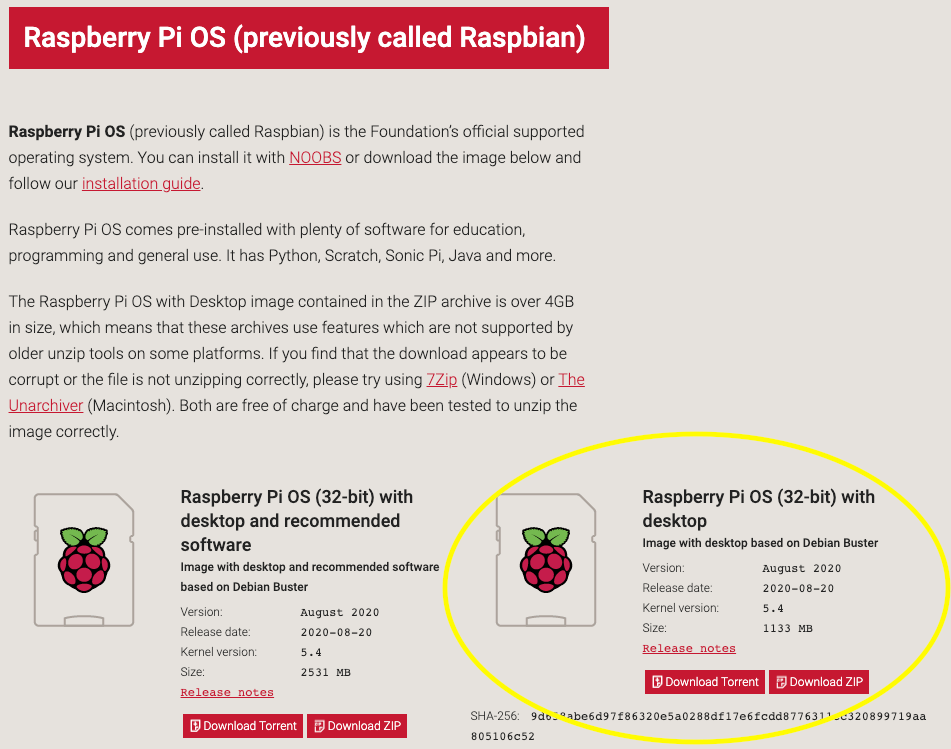 Raspberry Pi OS (previously called Raspbian)
Raspberry Pi OS (previously called Raspbian) is the Foundation's official supported
operating system. You can install it with NOOBS or download the image below and
follow our installation guide.
Raspberry Pi OS comes pre-installed with plenty of software for education,
programming and general use. It has Python, Scratch, Sonic Pi, Java and more.
The Raspberry Pi OS with Desktop image contained in the ZIP archive is over 4GB
in size, which means that these archives use features which are not supported by
older unzip tools on some platforms. If you find that the download appears to be
corrupt or the file is not unzipping correctly, please try using 7Zip (Windows) or The
Unarchiver (Macintosh). Both are free of charge and have been tested to unzip the
image correctly.
Raspberry Pi OS (32-bit) with
desktop and recommended
software
Image with desktop and recommended software
based on Debian Buster
Version: August 2020
Release date: 2020-08-20
Kernel version: 5.4
Size: 2531 MB
Release notes
Download Torrent Download ZIP
Raspberry Pi OS (32-bit) with
desktop
Image with desktop based on Debian Buster
Version: August 2020
Release date: 2020-08-20
Kernel version: 5.4
Size: 1133 MB
Release notes
Download Torrent Download ZIP
SHA-256:
805106c52